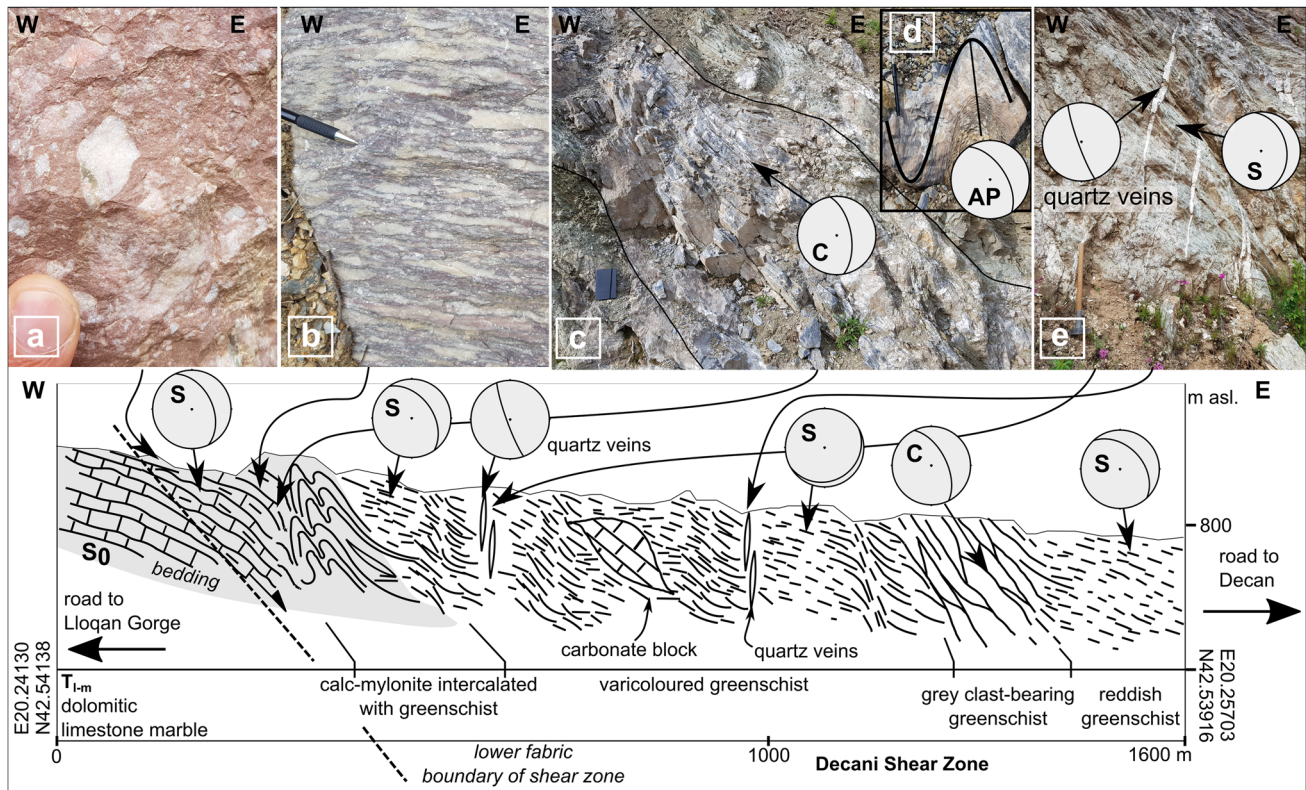 W E
a
W E
b
W E
C
c
d
AP
W E
quartz veins
S
e
W
S
S
quartz veins
S
C
S
m asl.
E
800
S0
bedding
road to
Lloqan Gorge
road to
Decan
carbonate block
quartz veins
E20.24130
N42.54138
E20.25703
N42.53916
Tl-m
dolomitic
limestone marble
calc-mylonite intercalated
with greenschist
varicoloured greenschist
grey clast-bearing
greenschist
reddish
greenschist
0
lower fabric
boundary of shear zone
1000
Decani Shear Zone
1600 m